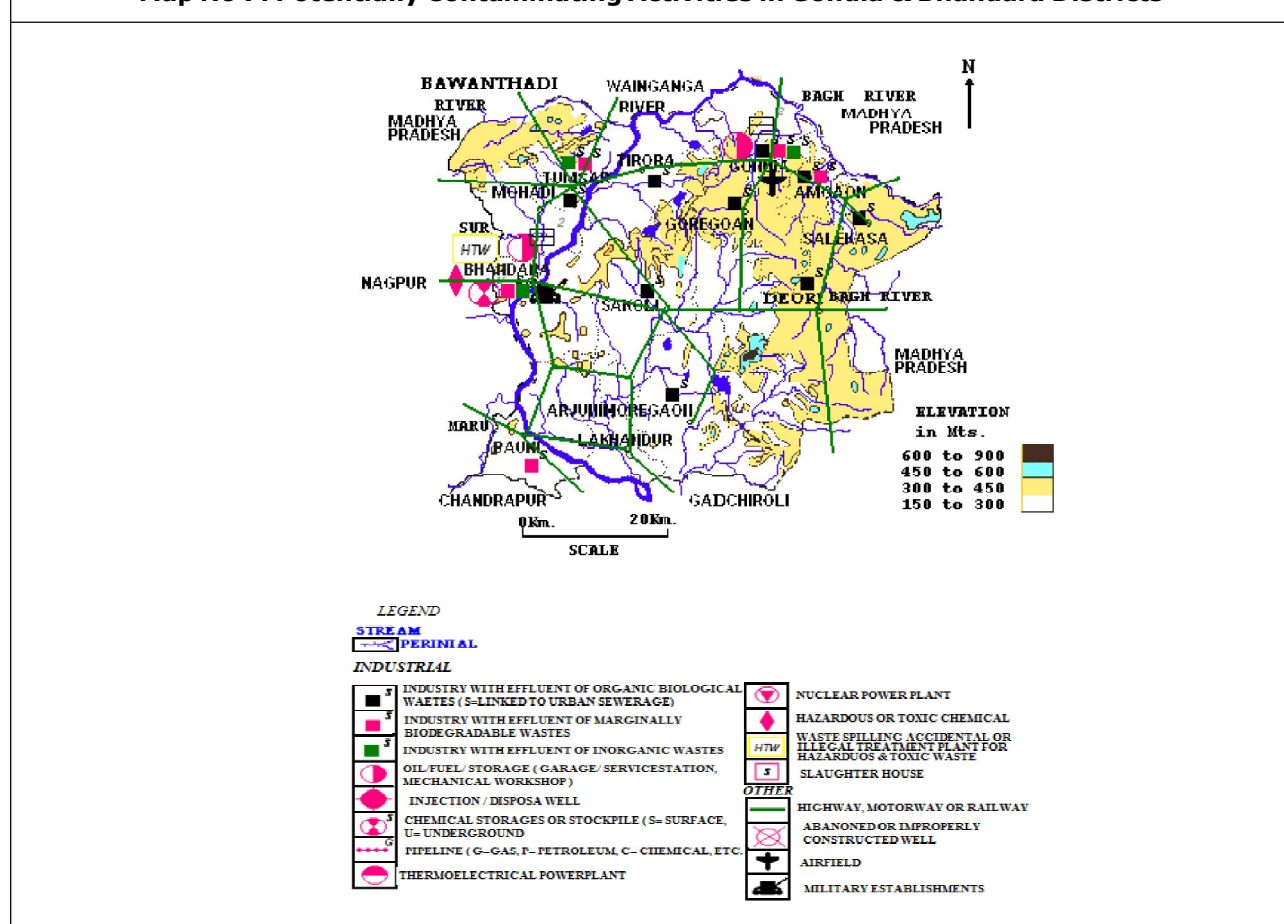 BAWANTHADI
RIVER
WAINGANGA
RIVER
N
BAGH RIVER
MADHYA
PRADESH
MADHYA
PRADESH
TIRORA
TUMSAR
MOHADI
AMGAON
GOREGOAN
SALEKASA
SUR
HTW
BHANDARA
NAGPUR
SAKOLI
DEORI
BAGH RIVER
MADHYA
PRADESH
ELEVATION
in Mts.
600 to 900
450 to 600
300 to 450
150 to 300
MARU
LAKHANDUR
CHANDRAPUR
GADCHIROLI
0Km.
20Km.
SCALE
LEGEND
STREAM
PERINIAL
INDUSTRIAL
S
INDUSTRY WITH EFFLUENT OF ORGANIC BIOLOGICAL
WAETES ( S=LINKED TO URBAN SEWERAGE)
S
INDUSTRY WITH EFFLUENT OF MARGINALLY
BIODEGRADABLE WASTES
S
INDUSTRY WITH EFFLUENT OF INORGANIC WASTES
OIL/FUEL/ STORAGE ( GARAGE/ SERVICESTATION,
MECHANICAL WORKSHOP )
INJECTION / DISPOSA WELL
S
CHEMICAL STORAGES OR STOCKPILE ( S= SURFACE,
U= UNDERGROUND
G
PIPELINE ( G=GAS, P= PETROLEUM, C= CHEMICAL, ETC.
THERMOELECTRICAL POWERPLANT
NUCLEAR POWER PLANT
HAZARDOUS OR TOXIC CHEMICAL
HTW
WASTE SPILLING ACCIDENTAL OR
ILLEGAL TREATMENT PLANT FOR
HAZARDUOS & TOXIC WASTE
S
SLAUGHTER HOUSE
OTHER
HIGHWAY, MOTORWAY OR RAILWAY
ABANONED OR IMPROPERLY
CONSTRUCTED WELL
AIRFIELD
MILITARY ESTABLISHMENTS